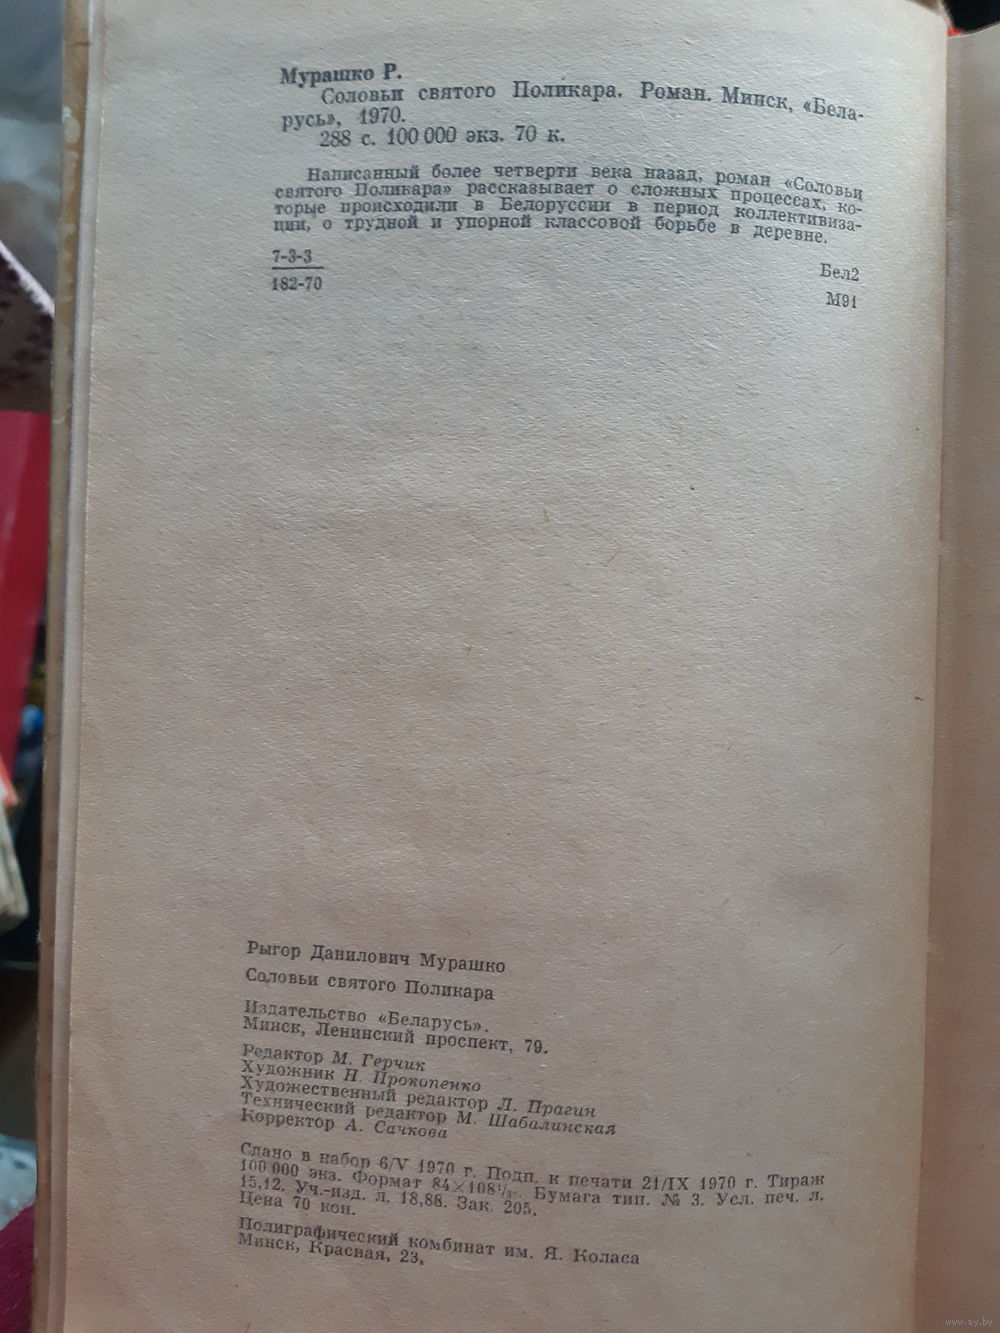 Мурашко Р.
Соловьи святого Поликара. Роман. Минск, «Бела-
русь», 1970.
288 с. 100 000 экз. 70 к.
Написанный более четверти века назад, роман «Соловьи
святого Поликара» рассказывает о сложных процессах, ко-
торые происходили в Белоруссии в период коллективиза-
ции, о трудной и упорной классовой борьбе в деревне.
7-3-3
182-70
Бел2
М91
Рыгор Данилович Мурашко
Соловьи святого Поликара
Издательство «Беларусь».
Минск, Ленинский проспект, 79.
Редактор М. Герчик
Художник Н. Прокопенко
Художественный редактор Л. Прагин
Технический редактор М. Шабалинская
Корректор А. Сачкова
Сдано в набор 6/V 1970 г. Подп. к печати 21/IX 1970 г. Тираж
100 000 экз. Формат 84×108¹/₃₂. Бумага тип. № 3. Усл. печ. л.
15,12. Уч.-изд. л. 18,88. Зак. 205.
Цена 70 коп.
Полиграфический комбинат им. Я. Коласа
Минск, Красная, 23,
www.ay.by